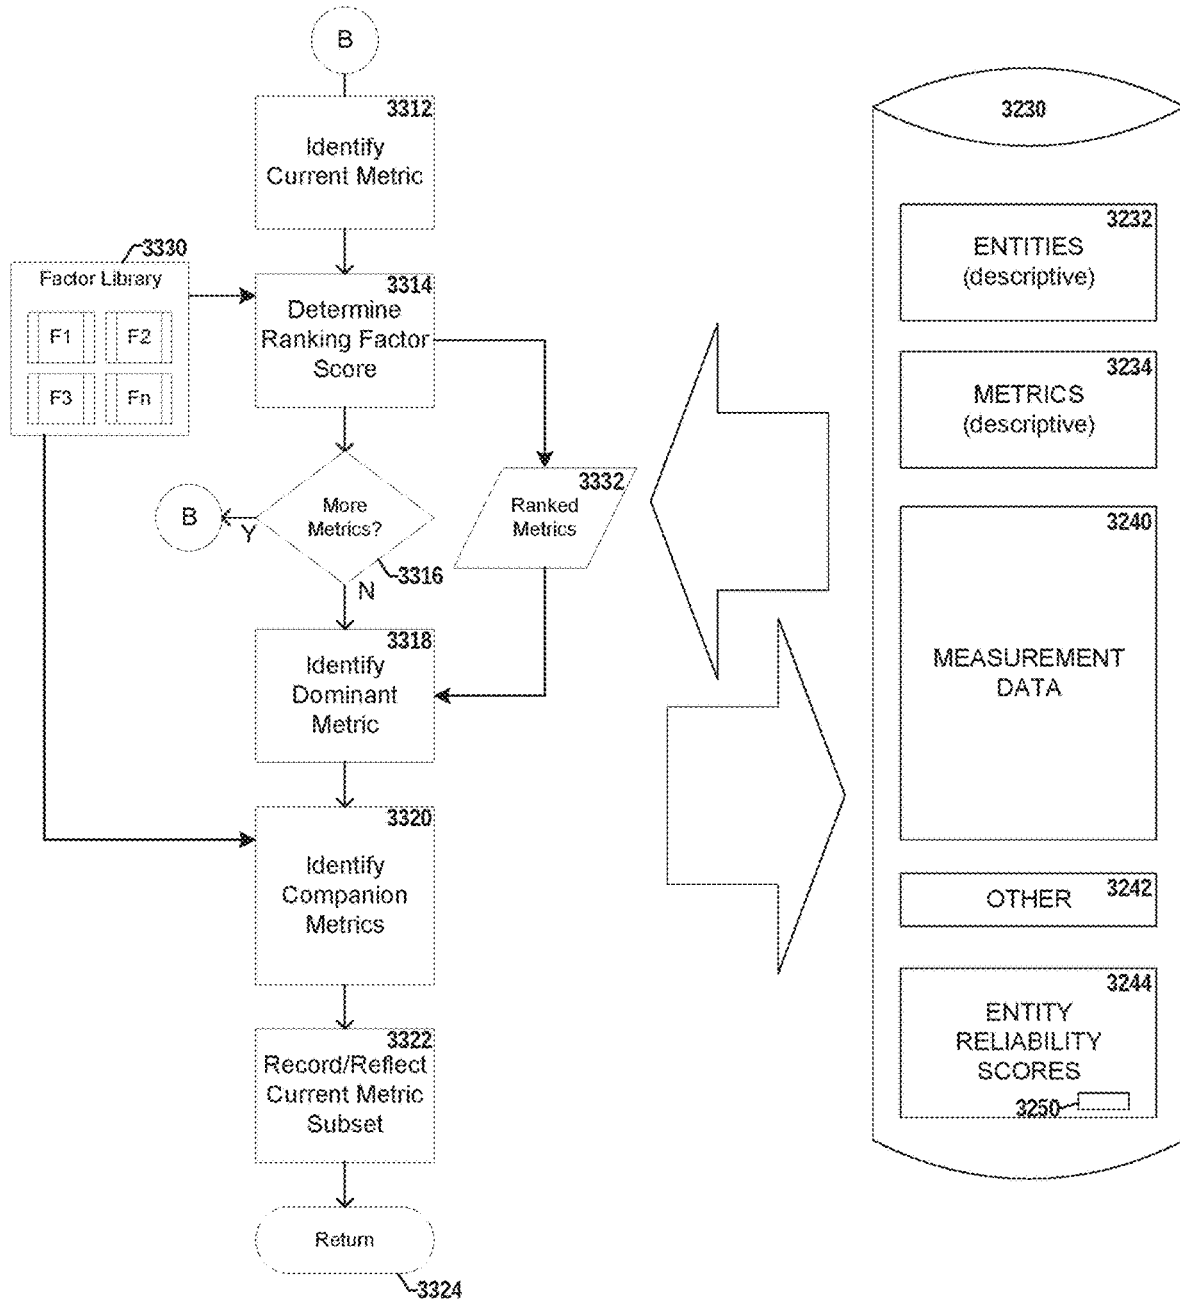 B
3312
Identify
Current Metric
3330
Factor Library
F1
F2
F3
Fn
3314
Determine
Ranking Factor
Score
3332
Ranked
Metrics
More
Metrics?
3316
B
Y
N
3318
Identify
Dominant
Metric
3320
Identify
Companion
Metrics
3322
Record/Reflect
Current Metric
Subset
Return
3324
3230
3232
ENTITIES
(descriptive)
3234
METRICS
(descriptive)
3240
MEASUREMENT
DATA
3242
OTHER
3244
ENTITY
RELIABILITY
SCORES
3250